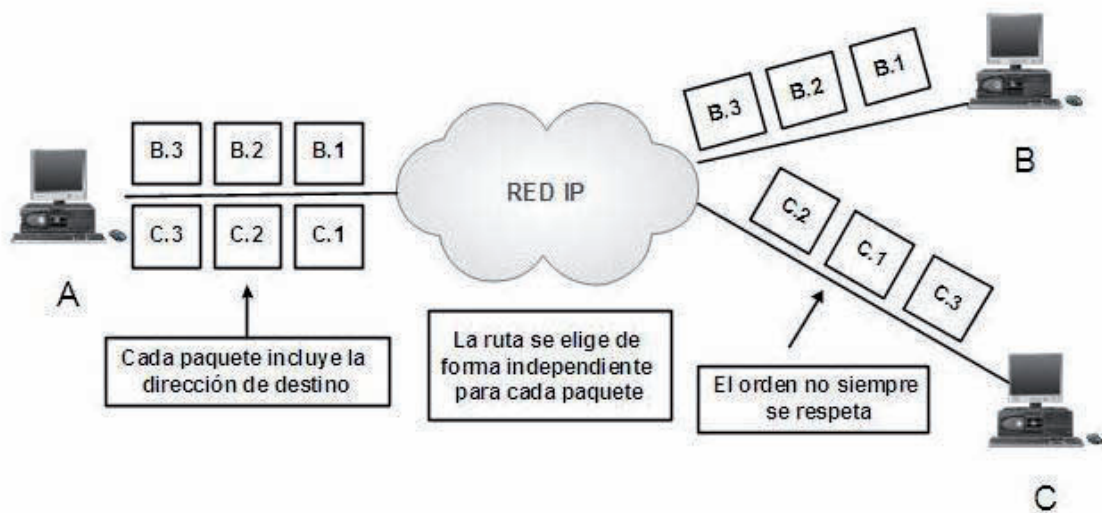 B.3 B.2 B.1
C.3 C.2 C.1
A
Cada paquete incluye la
dirección de destino
RED IP
La ruta se elige de
forma independiente
para cada paquete
B.3 B.2 B.1
B
C.2 C.1 C.3
El orden no siempre
se respeta
C